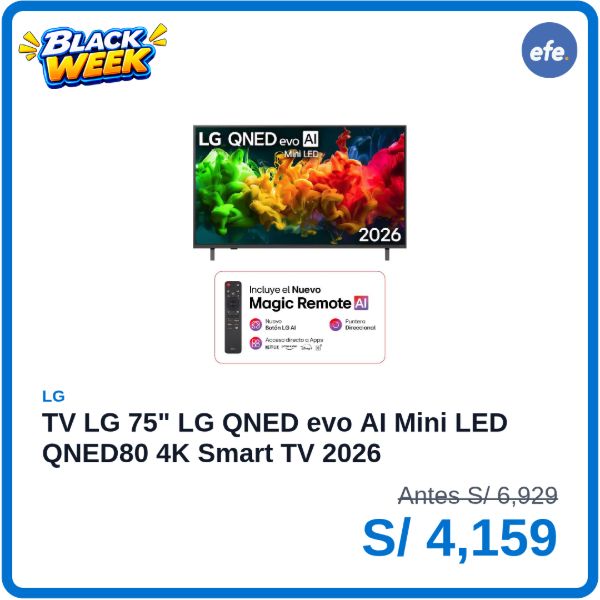 BLACK
WEEK
efe.
LG QNED evo AI
Mini LED
2026
Incluye el Nuevo
Magic Remote AI
Nuevo
Botón LG AI
Puntero
Direccional
Acceso directo a Apps
NETFLIX
LG
TV LG 75" LG QNED evo AI Mini LED
QNED80 4K Smart TV 2026
Antes S/ 6,929
S/ 4,159